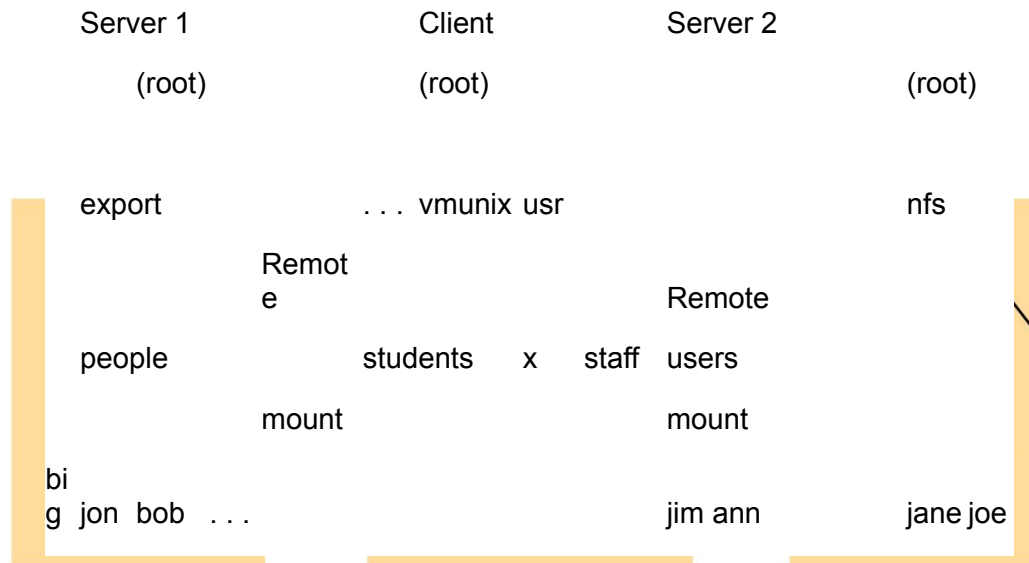 Server 1 Client Server 2
(root) (root) (root)
export . . . vmunix usr nfs
Remot
e Remote
people students x staff users
mount mount
bi
g jon bob . . . jim ann jane joe